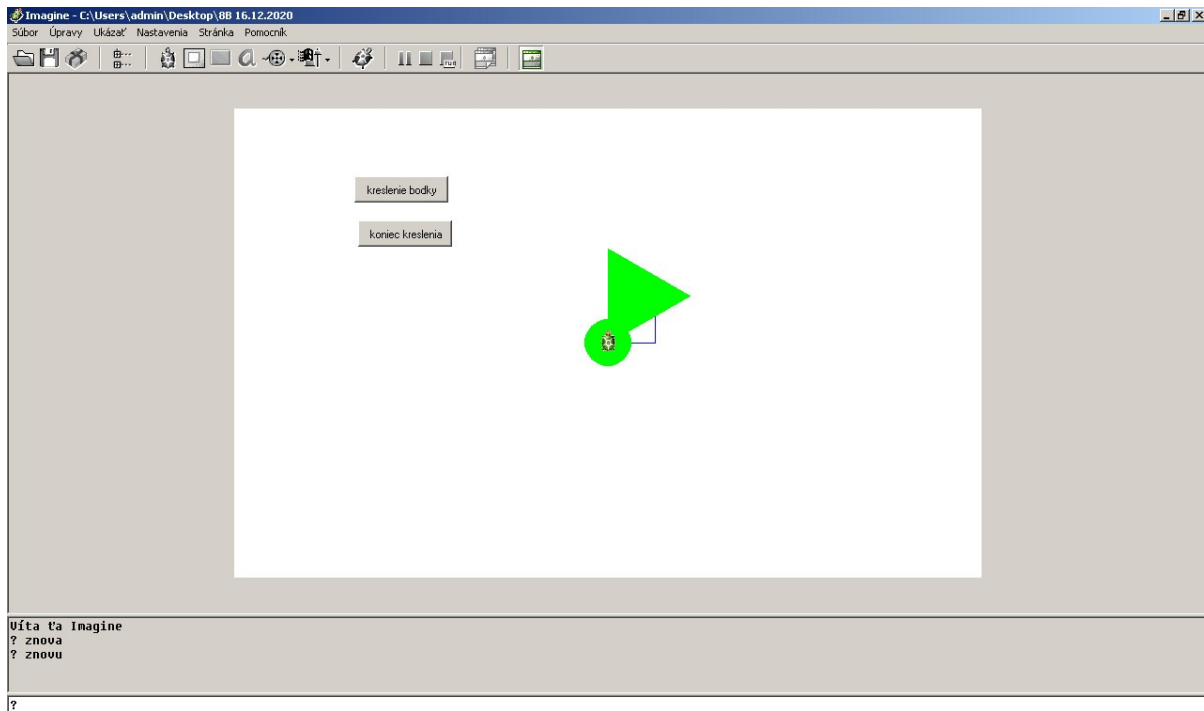 Imagine - C:\Users\admin\Desktop\8B 16.12.2020
Súbor Úpravy Ukázať Nastavenia Stránka Pomocník
kreslenie bodky
koniec kreslenia
Víta ťa Imagine
? znova
? znovu
?